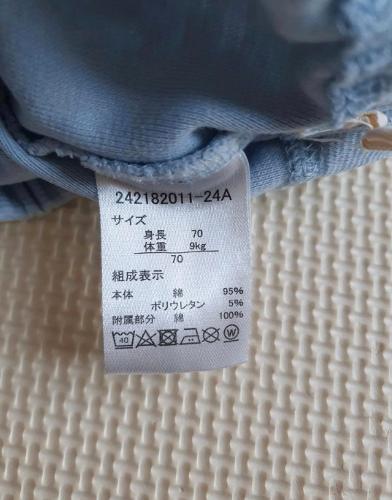 242182011-24A
サイズ
身長 70
体重 9kg
70
組成表示
本体 綿 95%
ポリウレタン 5%
附属部分 綿 100%
40 W